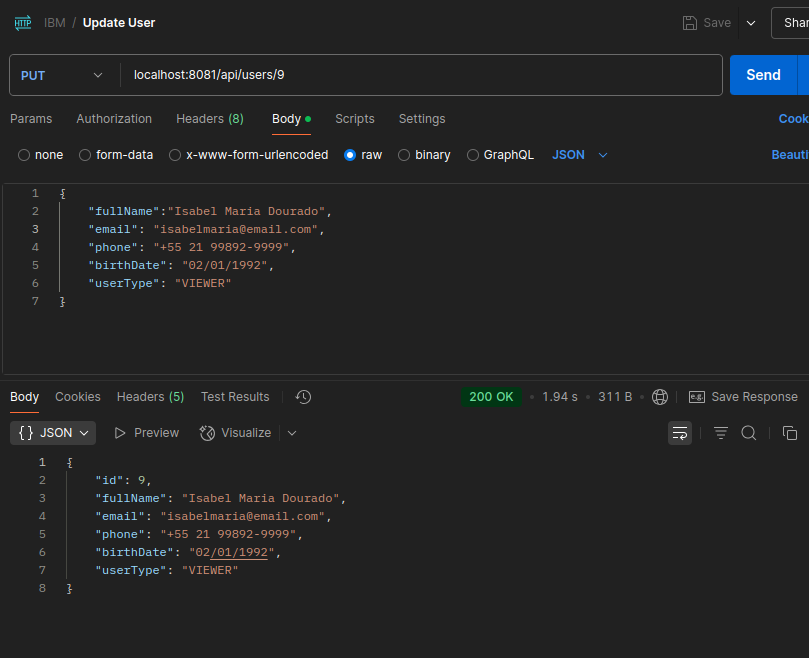 HTTP IBM / Update User Save Shar
PUT localhost:8081/api/users/9 Send
Params Authorization Headers (8) Body Scripts Settings Cook
none form-data x-www-form-urlencoded raw binary GraphQL JSON Beauti
1 {
2 "fullName":"Isabel Maria Dourado",
3 "email": "isabelmaria@email.com",
4 "phone": "+55 21 99892-9999",
5 "birthDate": "02/01/1992",
6 "userType": "VIEWER"
7 }
Body Cookies Headers (5) Test Results 200 OK • 1.94 s • 311 B • e.g. Save Response
{} JSON Preview Visualize
1 {
2 "id": 9,
3 "fullName": "Isabel Maria Dourado",
4 "email": "isabelmaria@email.com",
5 "phone": "+55 21 99892-9999",
6 "birthDate": "02/01/1992",
7 "userType": "VIEWER"
8 }